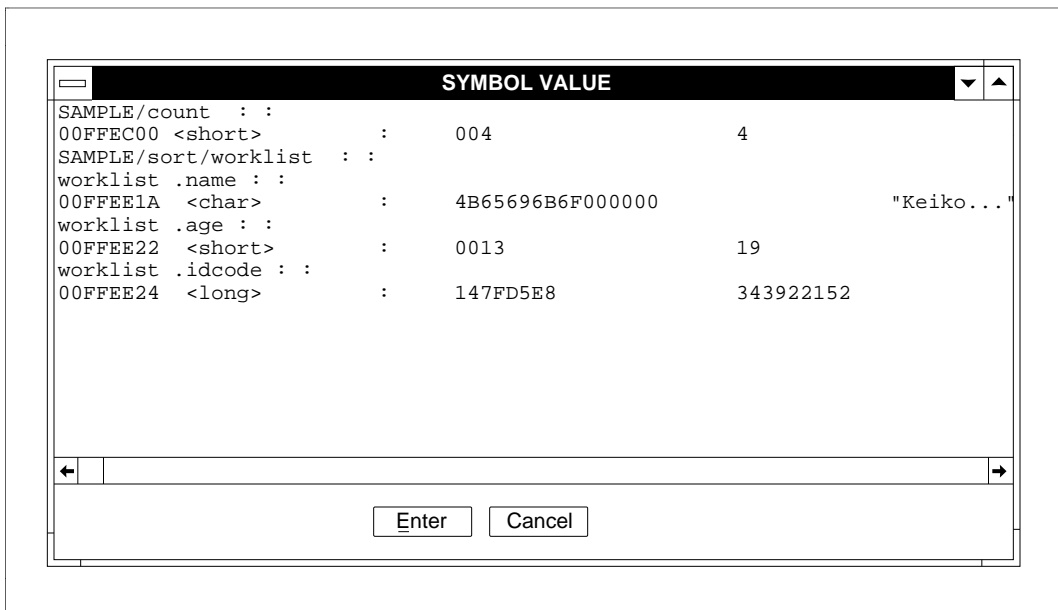 SYMBOL VALUE
SAMPLE/count : :
00FFEC00 <short> : 004 4
SAMPLE/sort/worklist : :
worklist .name : :
00FFEE1A <char> : 4B65696B6F000000 "Keiko..."
worklist .age : :
00FFEE22 <short> : 0013 19
worklist .idcode : :
00FFEE24 <long> : 147FD5E8 343922152
Enter Cancel